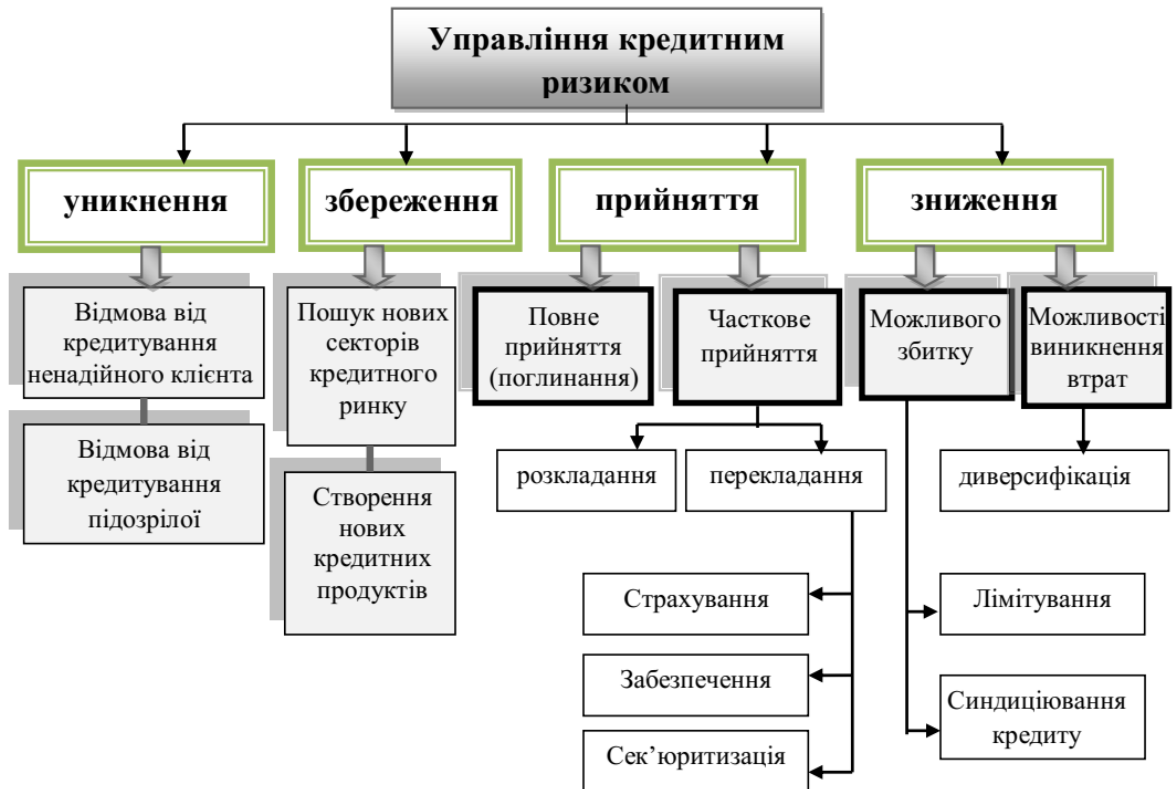 Управління кредитним
ризиком
уникнення
збереження
прийняття
зниження
Відмова від
кредитування
ненадійного клієнта
Відмова від
кредитування
підозрілої
Пошук нових
секторів
кредитного
ринку
Створення
нових
кредитних
продуктів
Повне
прийняття
(поглинання)
Часткове
прийняття
розкладання
перекладання
Страхування
Забезпечення
Сек’юритизація
Можливого
збитку
Можливості
виникнення
втрат
диверсифікація
Лімітування
Синдиціювання
кредиту